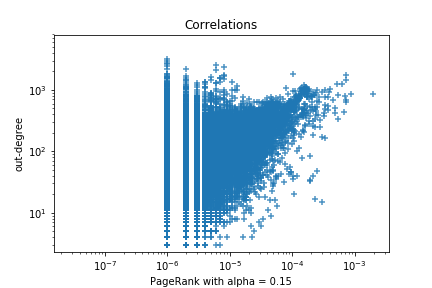 Correlations
out-degree
10³
10²
10¹
10⁻⁷ 10⁻⁶ 10⁻⁵ 10⁻⁴ 10⁻³
PageRank with alpha = 0.15